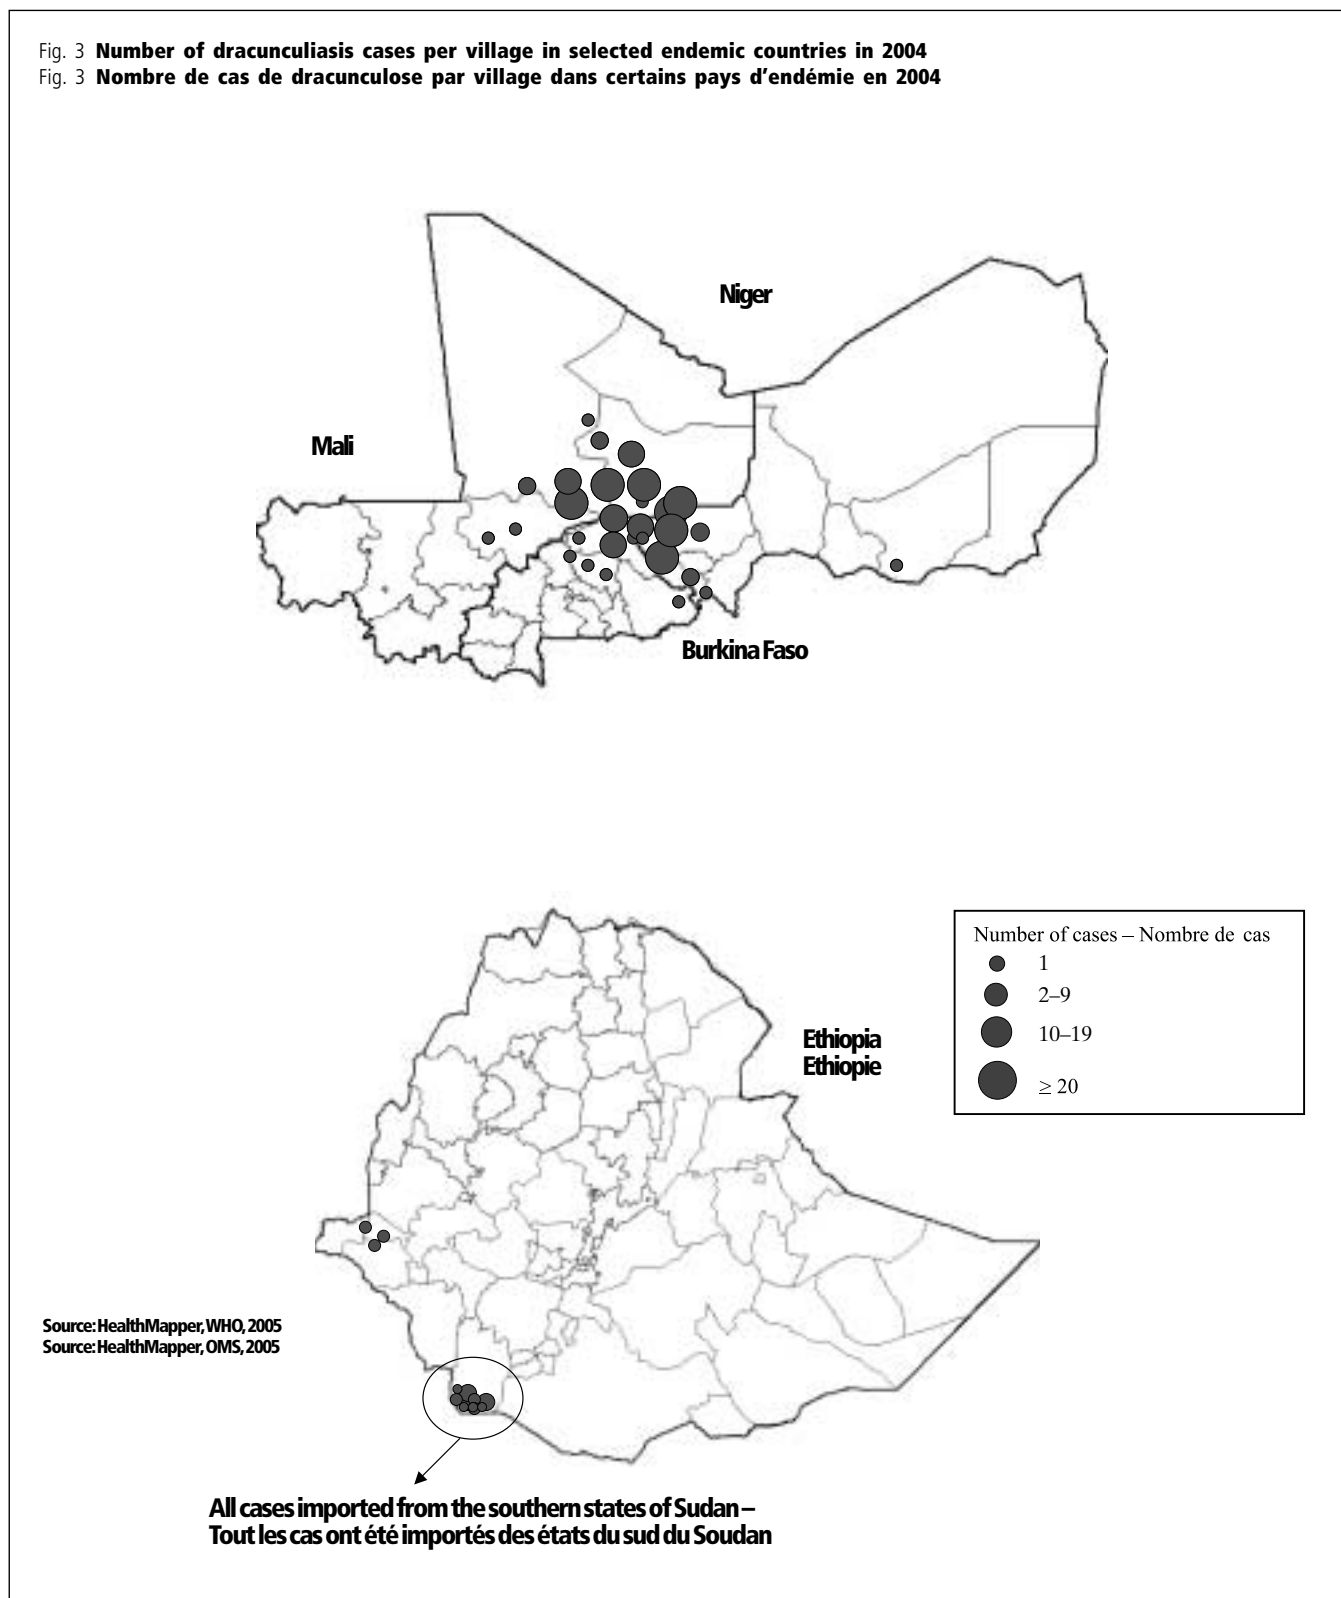 Fig. 3 Number of dracunculiasis cases per village in selected endemic countries in 2004
Fig. 3 Nombre de cas de dracunculose par village dans certains pays d'endémie en 2004
Niger
Mali
Burkina Faso
Number of cases – Nombre de cas
1
2–9
10–19
≥ 20
Ethiopia
Ethiopie
Source: HealthMapper, WHO, 2005
Source: HealthMapper, OMS, 2005
All cases imported from the southern states of Sudan –
Tout les cas ont été importés des états du sud du Soudan